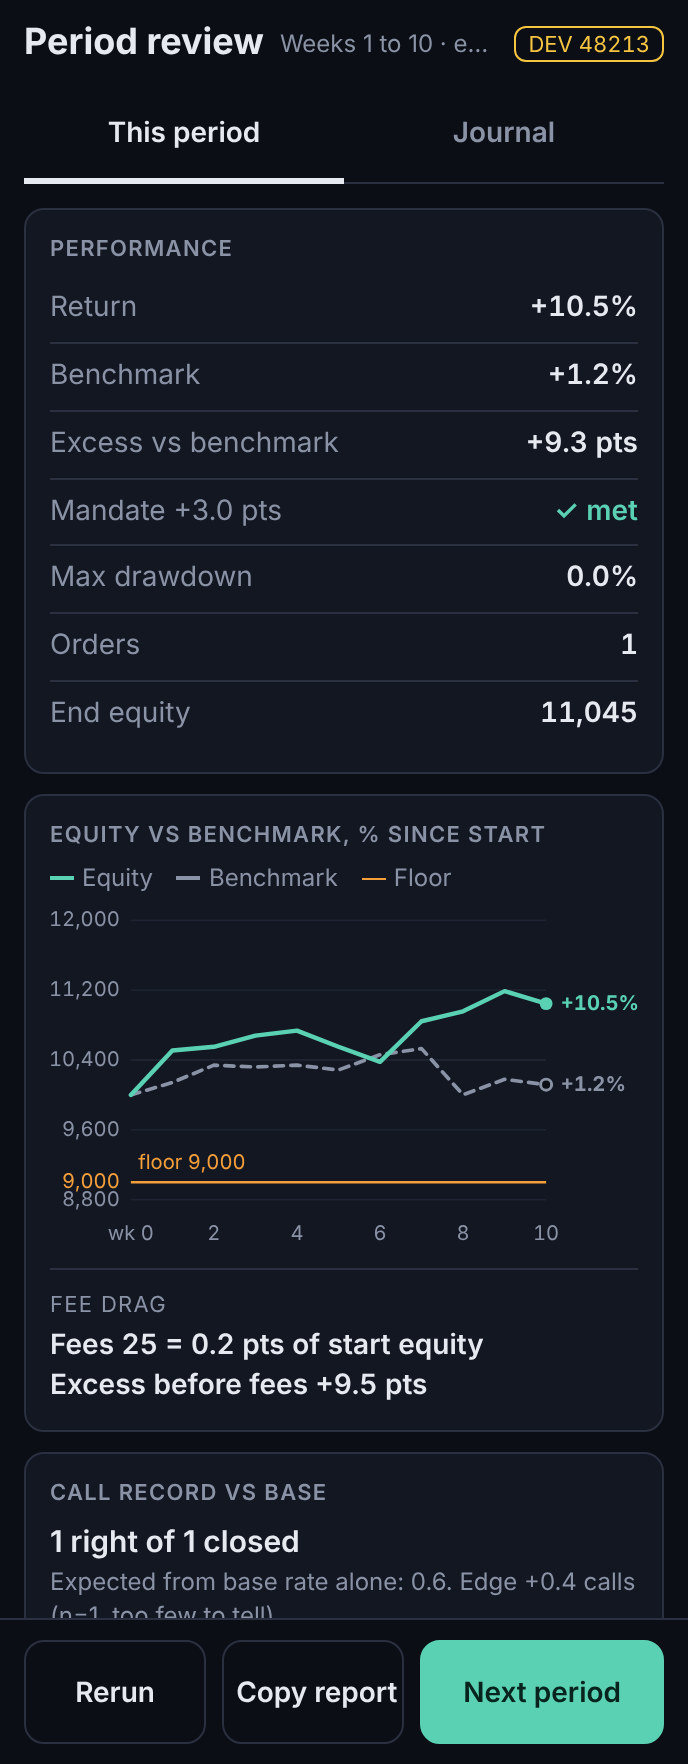 Period review Weeks 1 to 10 · e... DEV 48213
This period Journal
PERFORMANCE
Return +10.5%
Benchmark +1.2%
Excess vs benchmark +9.3 pts
Mandate +3.0 pts ✓ met
Max drawdown 0.0%
Orders 1
End equity 11,045
EQUITY VS BENCHMARK, % SINCE START
Equity Benchmark Floor
12,000
11,200
+10.5%
10,400
+1.2%
9,600
floor 9,000
9,000
8,800
wk 0 2 4 6 8 10
FEE DRAG
Fees 25 = 0.2 pts of start equity
Excess before fees +9.5 pts
CALL RECORD VS BASE
1 right of 1 closed
Expected from base rate alone: 0.6. Edge +0.4 calls
(n=1, too few to tell)
Rerun Copy report Next period